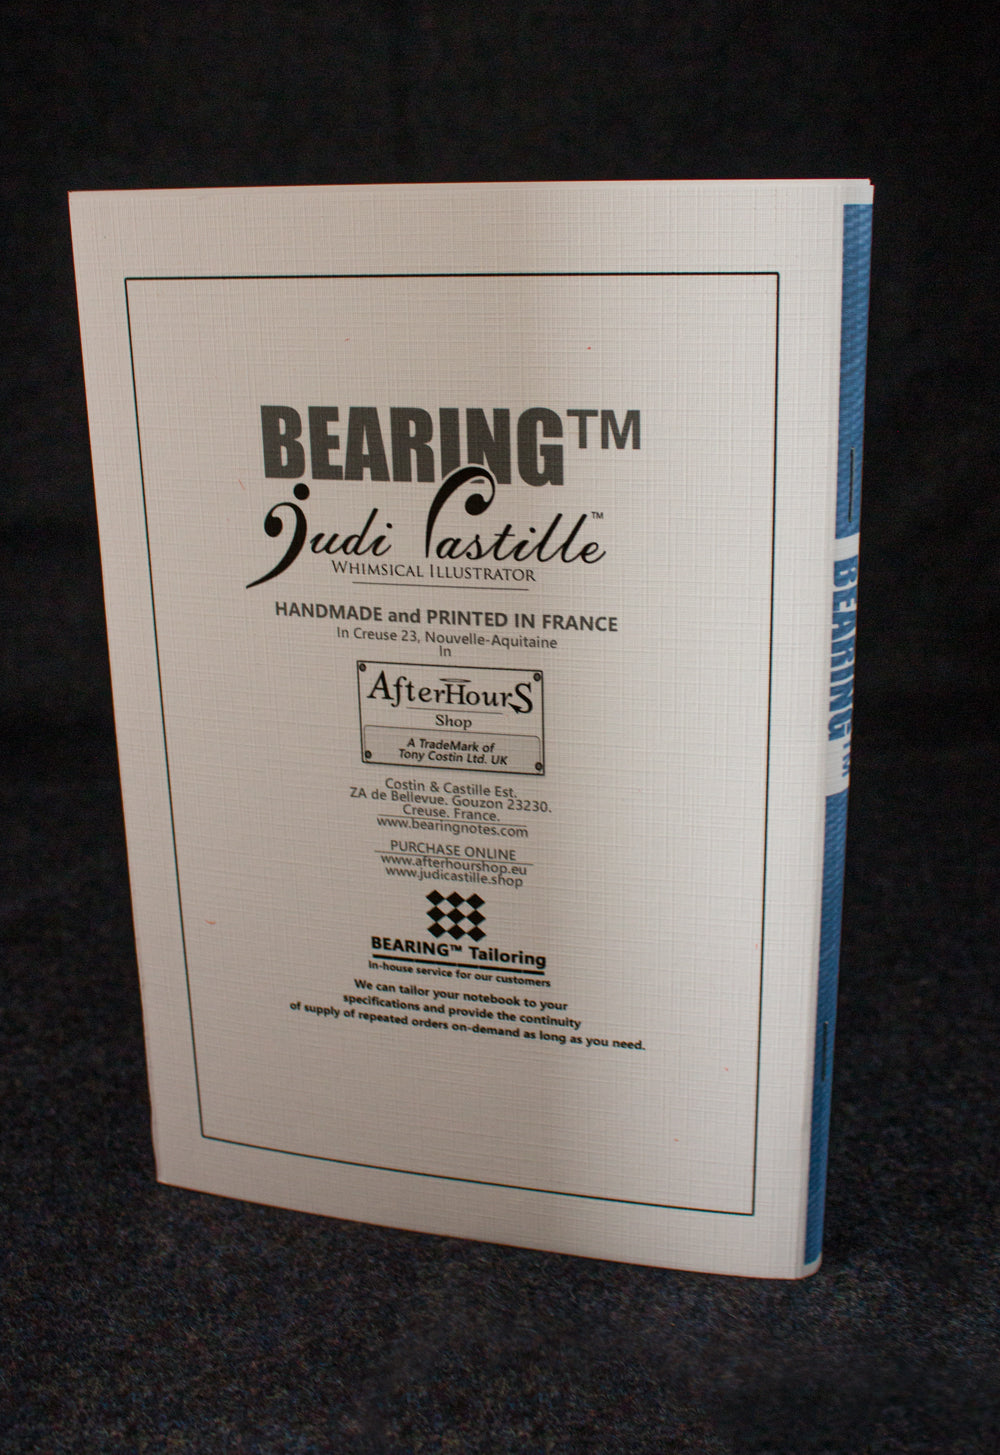 BEARING™
Judi Castille™
WHIMSICAL ILLUSTRATOR
HANDMADE and PRINTED IN FRANCE
In Creuse 23, Nouvelle-Aquitaine
In
AfterHourS
Shop
A TradeMark of
Tony Costin Ltd. UK
Costin & Castille Est.
ZA de Bellevue. Gouzon 23230.
Creuse. France.
www.bearingnotes.com
PURCHASE ONLINE
www.afterhourshop.eu
www.judicastille.shop
BEARING™ Tailoring
In-house service for our customers
We can tailor your notebook to your
specifications and provide the continuity
of supply of repeated orders on-demand as long as you need.
BEARING™